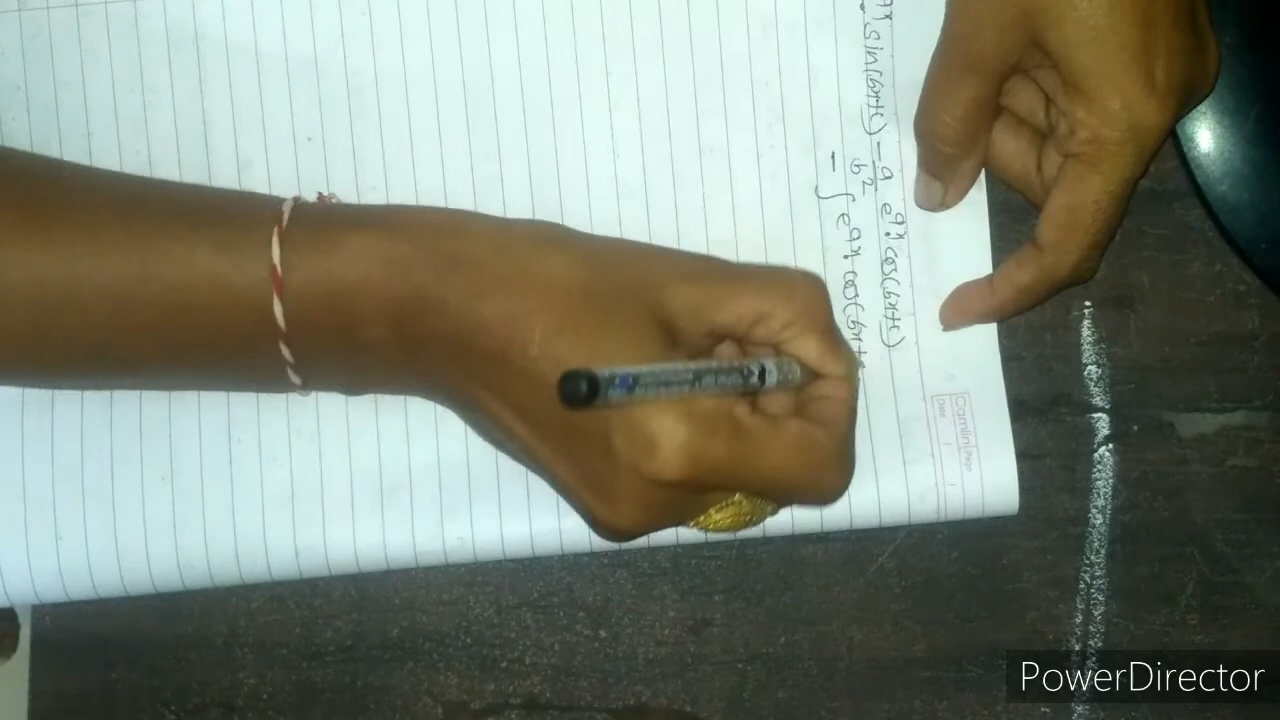 Camlin Page
Date / /
sin(bx+c) - a/b² e^ax cos(bx+c)
- ∫ e^ax cos(bx+c
PowerDirector